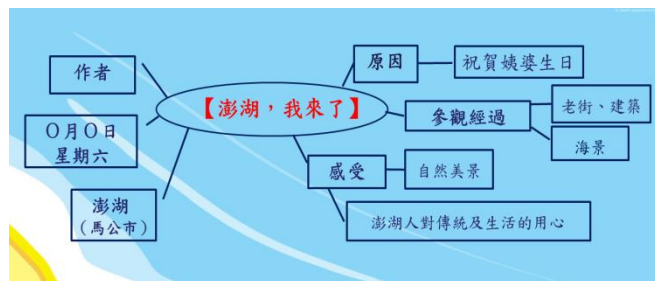 【澎湖，我來了】
作者
○月○日
星期六
澎湖
（馬公市）
原因
祝賀姨婆生日
參觀經過
老街、建築
海景
感受
自然美景
澎湖人對傳統及生活的用心